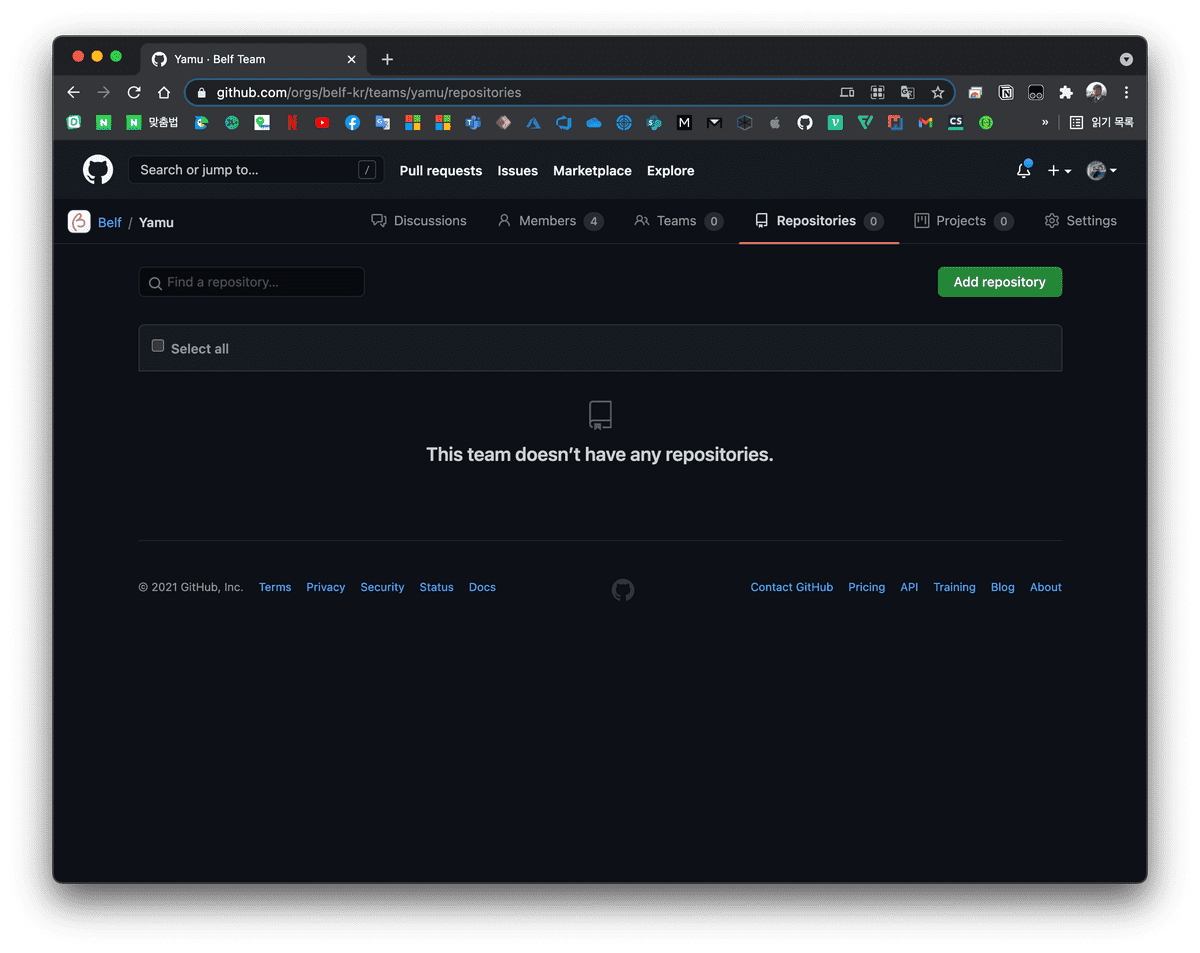 Yamu · Belf Team
github.com/orgs/belf-kr/teams/yamu/repositories
맞춤법
M
V
CS
»
읽기 목록
Search or jump to... /
Pull requests Issues Marketplace Explore
Belf / Yamu
Discussions Members 4 Teams 0 Repositories 0 Projects 0 Settings
Find a repository...
Add repository
Select all
This team doesn’t have any repositories.
© 2021 GitHub, Inc. Terms Privacy Security Status Docs
Contact GitHub Pricing API Training Blog About